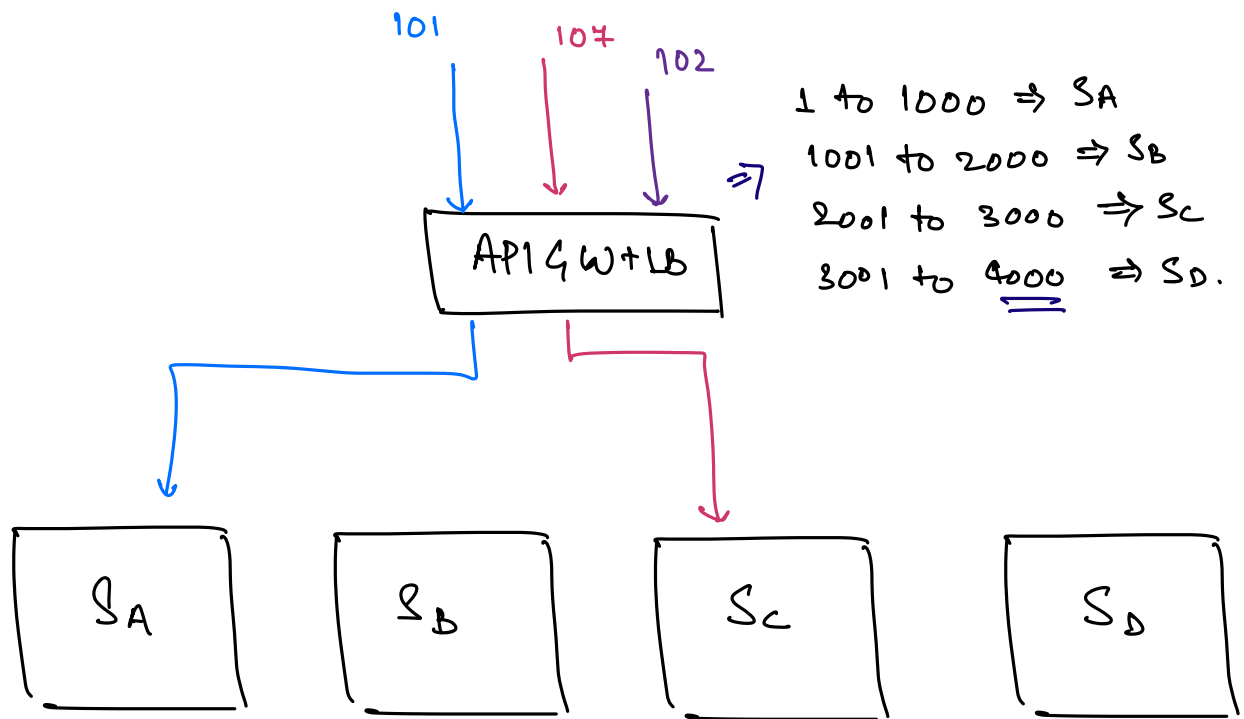 101
107
102
1 to 1000 ⇒ SA
1001 to 2000 ⇒ SB
2001 to 3000 ⇒ SC
3001 to 4000 ⇒ SD.
⇒
API GW+LB
SA
SB
SC
SD